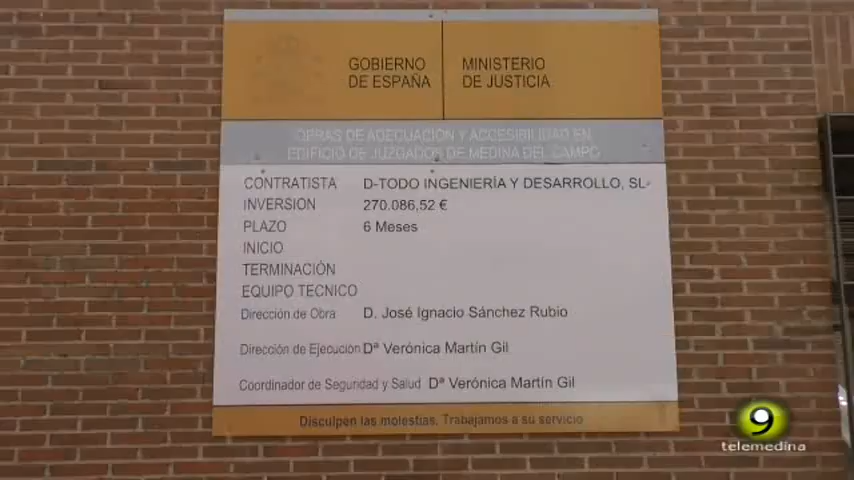 GOBIERNO
DE ESPAÑA
MINISTERIO
DE JUSTICIA
OBRAS DE ADECUACIÓN Y ACCESIBILIDAD EN
EDIFICIO DE JUZGADOS DE MEDINA DEL CAMPO
CONTRATISTA D-TODO INGENIERÍA Y DESARROLLO, SL
INVERSION 270.086,52 €
PLAZO 6 Meses
INICIO
TERMINACIÓN
EQUIPO TECNICO
Dirección de Obra D. José Ignacio Sánchez Rubio
Dirección de Ejecución Dª Verónica Martín Gil
Coordinador de Seguridad y Salud Dª Verónica Martín Gil
Disculpen las molestias. Trabajamos a su servicio
9
telemedina